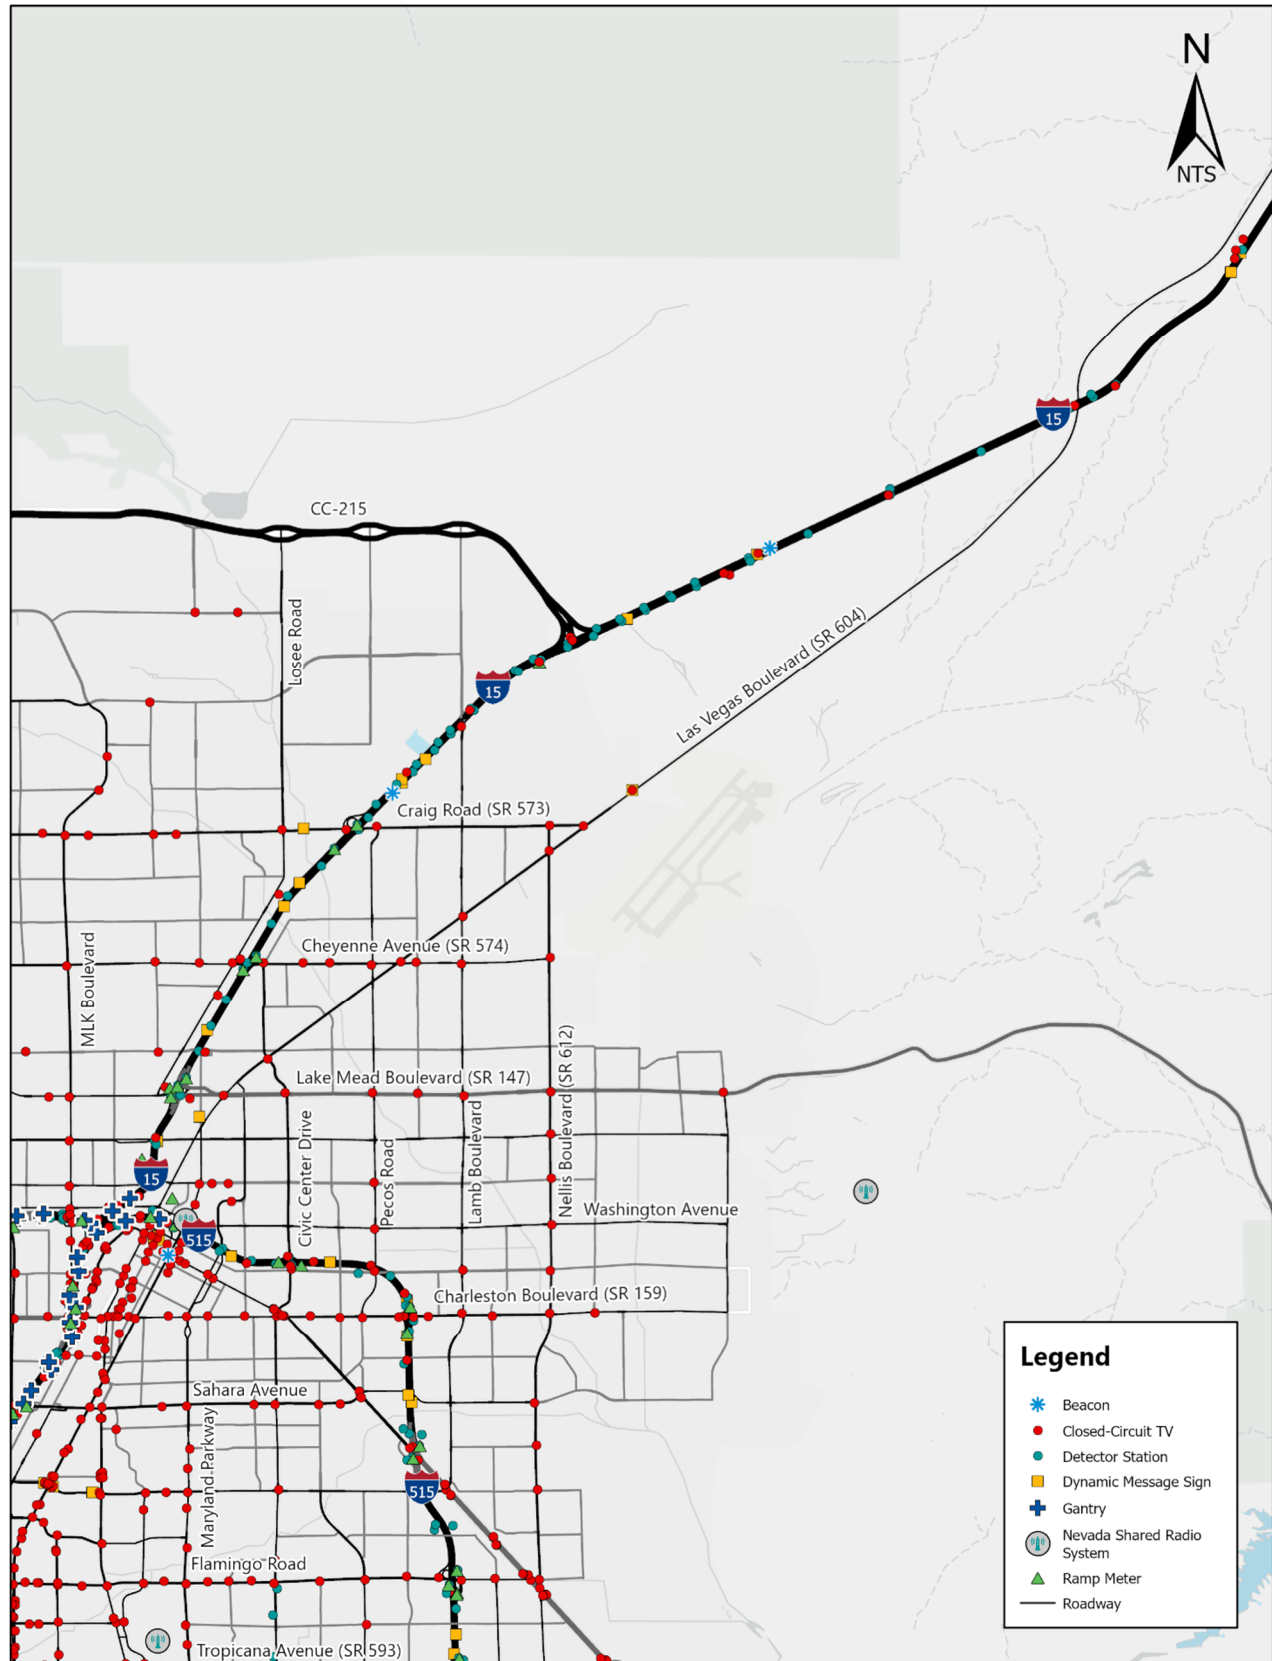 N
NTS
15
CC-215
Losee Road
15
Las Vegas Boulevard (SR 604)
Craig Road (SR 573)
Cheyenne Avenue (SR 574)
MLK Boulevard
Nellis Boulevard (SR 612)
Lake Mead Boulevard (SR 147)
Civic Center Drive
Pecos Road
Lamb Boulevard
15
Washington Avenue
515
Charleston Boulevard (SR 159)
Sahara Avenue
Maryland Parkway
515
Flamingo Road
Tropicana Avenue (SR 593)
Legend
Beacon
Closed-Circuit TV
Detector Station
Dynamic Message Sign
Gantry
Nevada Shared Radio
System
Ramp Meter
Roadway